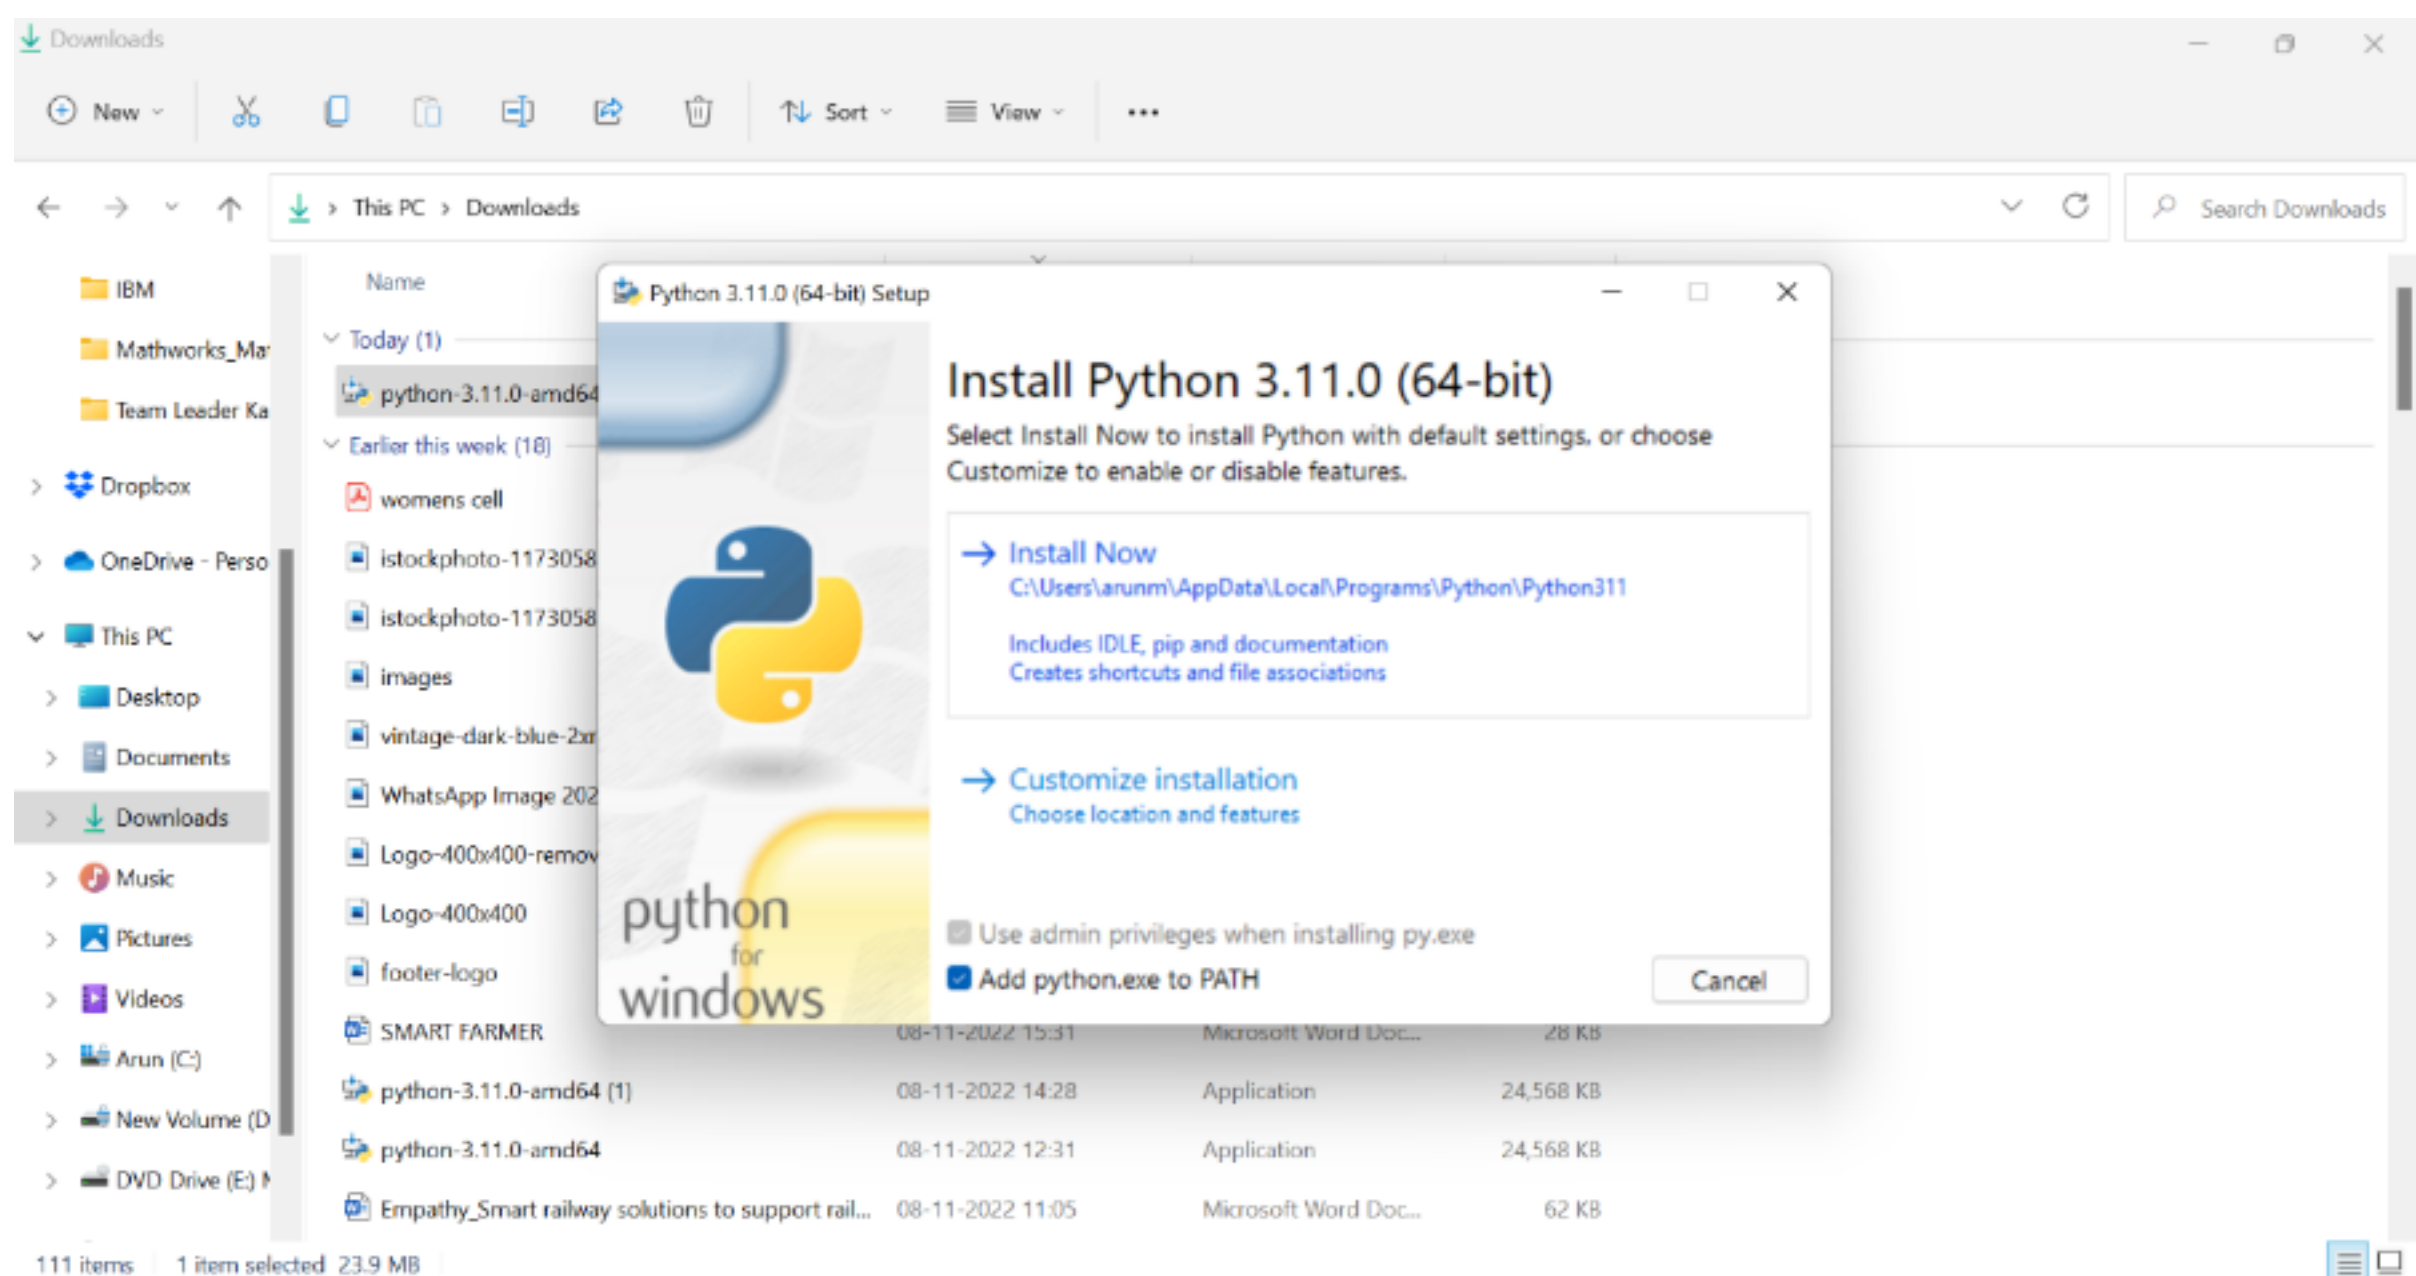 Downloads
New
Sort
View
This PC > Downloads
Search Downloads
IBM
Mathworks_Ma
Team Leader Ka
Dropbox
OneDrive - Perso
This PC
Desktop
Documents
Downloads
Music
Pictures
Videos
Arun (C:)
New Volume (D
DVD Drive (E:) M
Name
Today (1)
python-3.11.0-amd64
Earlier this week (18)
womens cell
istockphoto-1173058
istockphoto-1173058
images
vintage-dark-blue-2x
WhatsApp Image 202
Logo-400x400-remov
Logo-400x400
footer-logo
SMART FARMER 08-11-2022 15:31 Microsoft Word Doc... 28 KB
python-3.11.0-amd64 (1) 08-11-2022 14:28 Application 24,568 KB
python-3.11.0-amd64 08-11-2022 12:31 Application 24,568 KB
Empathy_Smart railway solutions to support rail... 08-11-2022 11:05 Microsoft Word Doc... 62 KB
Python 3.11.0 (64-bit) Setup
Install Python 3.11.0 (64-bit)
Select Install Now to install Python with default settings, or choose
Customize to enable or disable features.
Install Now
C:\Users\arunm\AppData\Local\Programs\Python\Python311
Includes IDLE, pip and documentation
Creates shortcuts and file associations
Customize installation
Choose location and features
Use admin privileges when installing py.exe
Add python.exe to PATH
Cancel
python
for
windows
111 items 1 item selected 23.9 MB